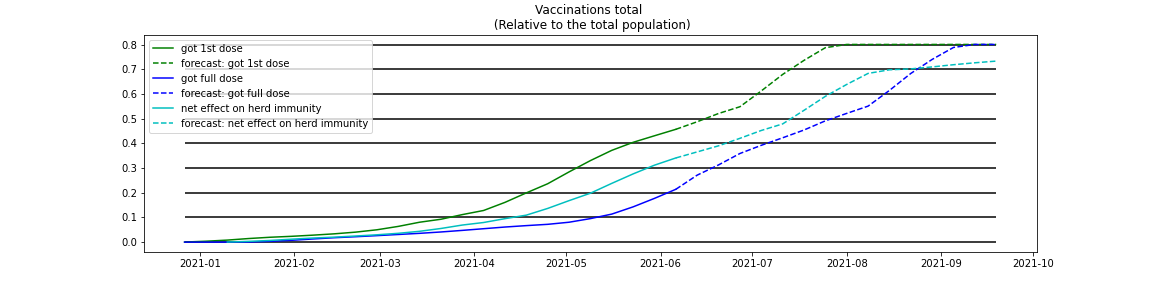 Vaccinations total
(Relative to the total population)
0.8
0.7
0.6
0.5
0.4
0.3
0.2
0.1
0.0
got 1st dose
forecast: got 1st dose
got full dose
forecast: got full dose
net effect on herd immunity
forecast: net effect on herd immunity
2021-01 2021-02 2021-03 2021-04 2021-05 2021-06 2021-07 2021-08 2021-09 2021-10